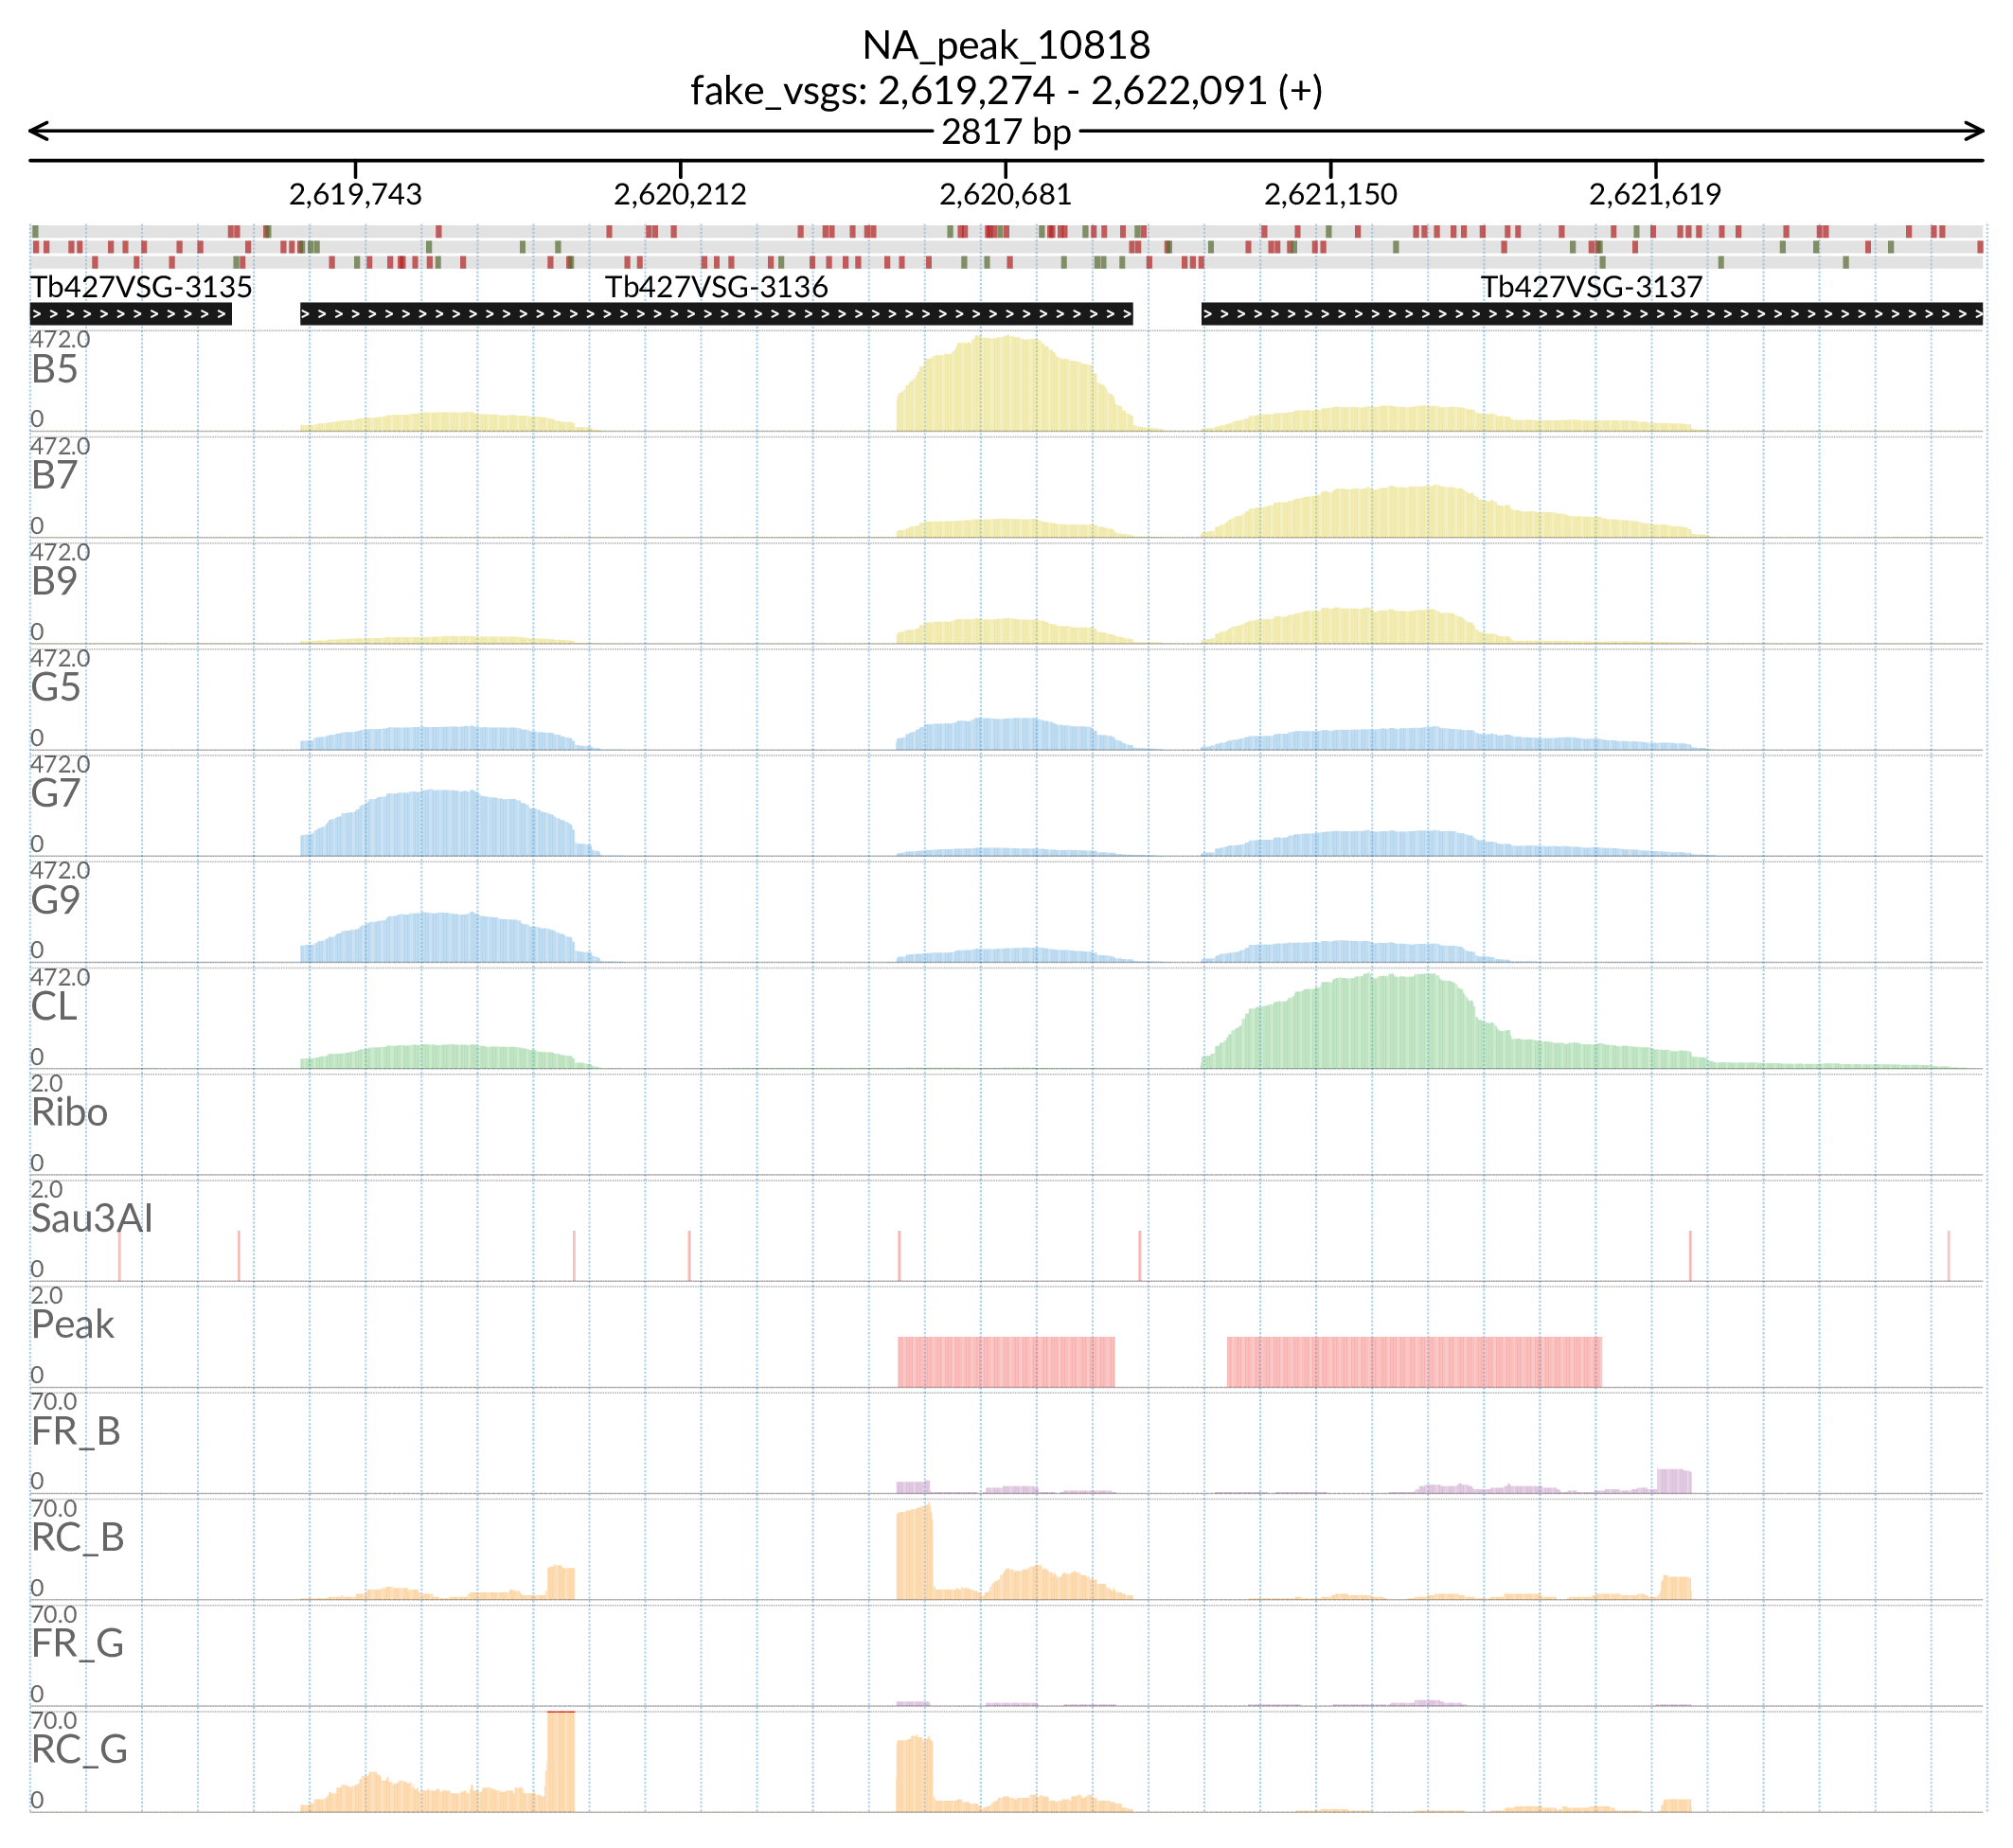 NA_peak_10818
fake_vsgs: 2,619,274 - 2,622,091 (+)
2817 bp
2,619,743 2,620,212 2,620,681 2,621,150 2,621,619
Tb427VSG-3135 Tb427VSG-3136 Tb427VSG-3137
472.0
B5
0
472.0
B7
0
472.0
B9
0
472.0
G5
0
472.0
G7
0
472.0
G9
0
472.0
CL
0
2.0
Ribo
0
2.0
Sau3AI
0
2.0
Peak
0
70.0
FR_B
0
70.0
RC_B
0
70.0
FR_G
0
70.0
RC_G
0